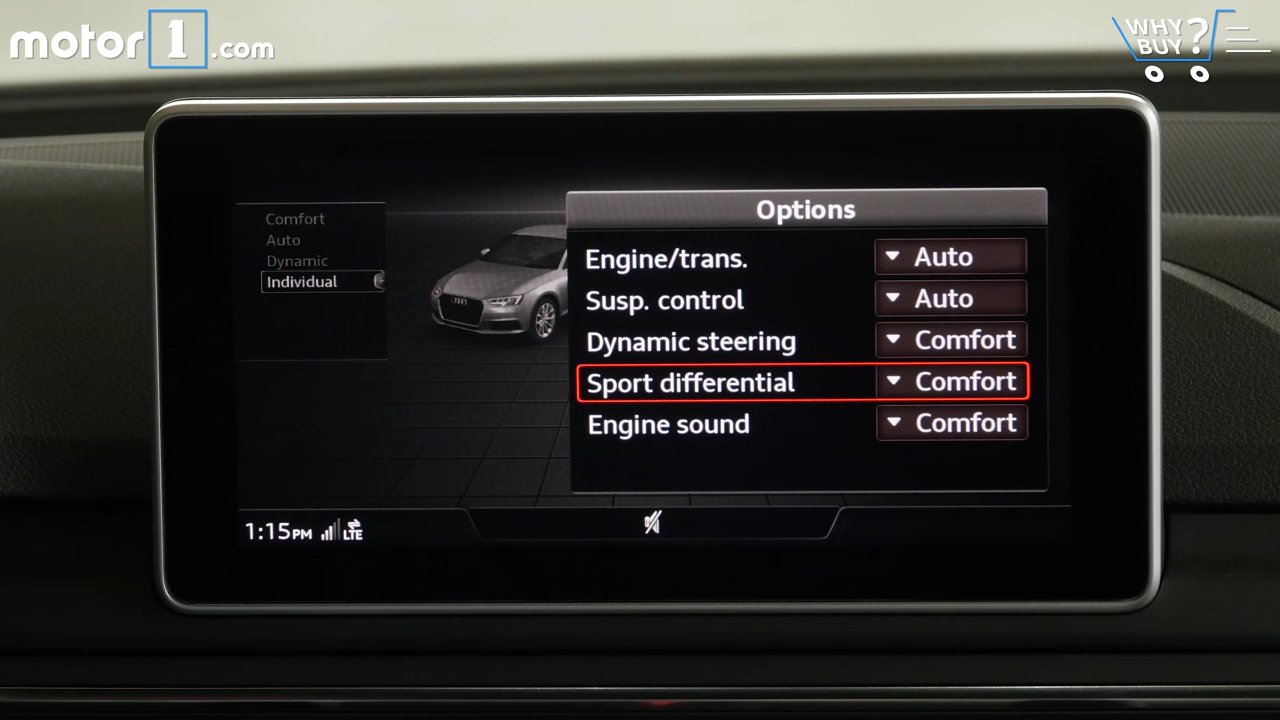 motor1.com
WHY BUY?
Options
Comfort
Auto
Dynamic
Individual
Engine/trans. Auto
Susp. control Auto
Dynamic steering Comfort
Sport differential Comfort
Engine sound Comfort
1:15PM LTE